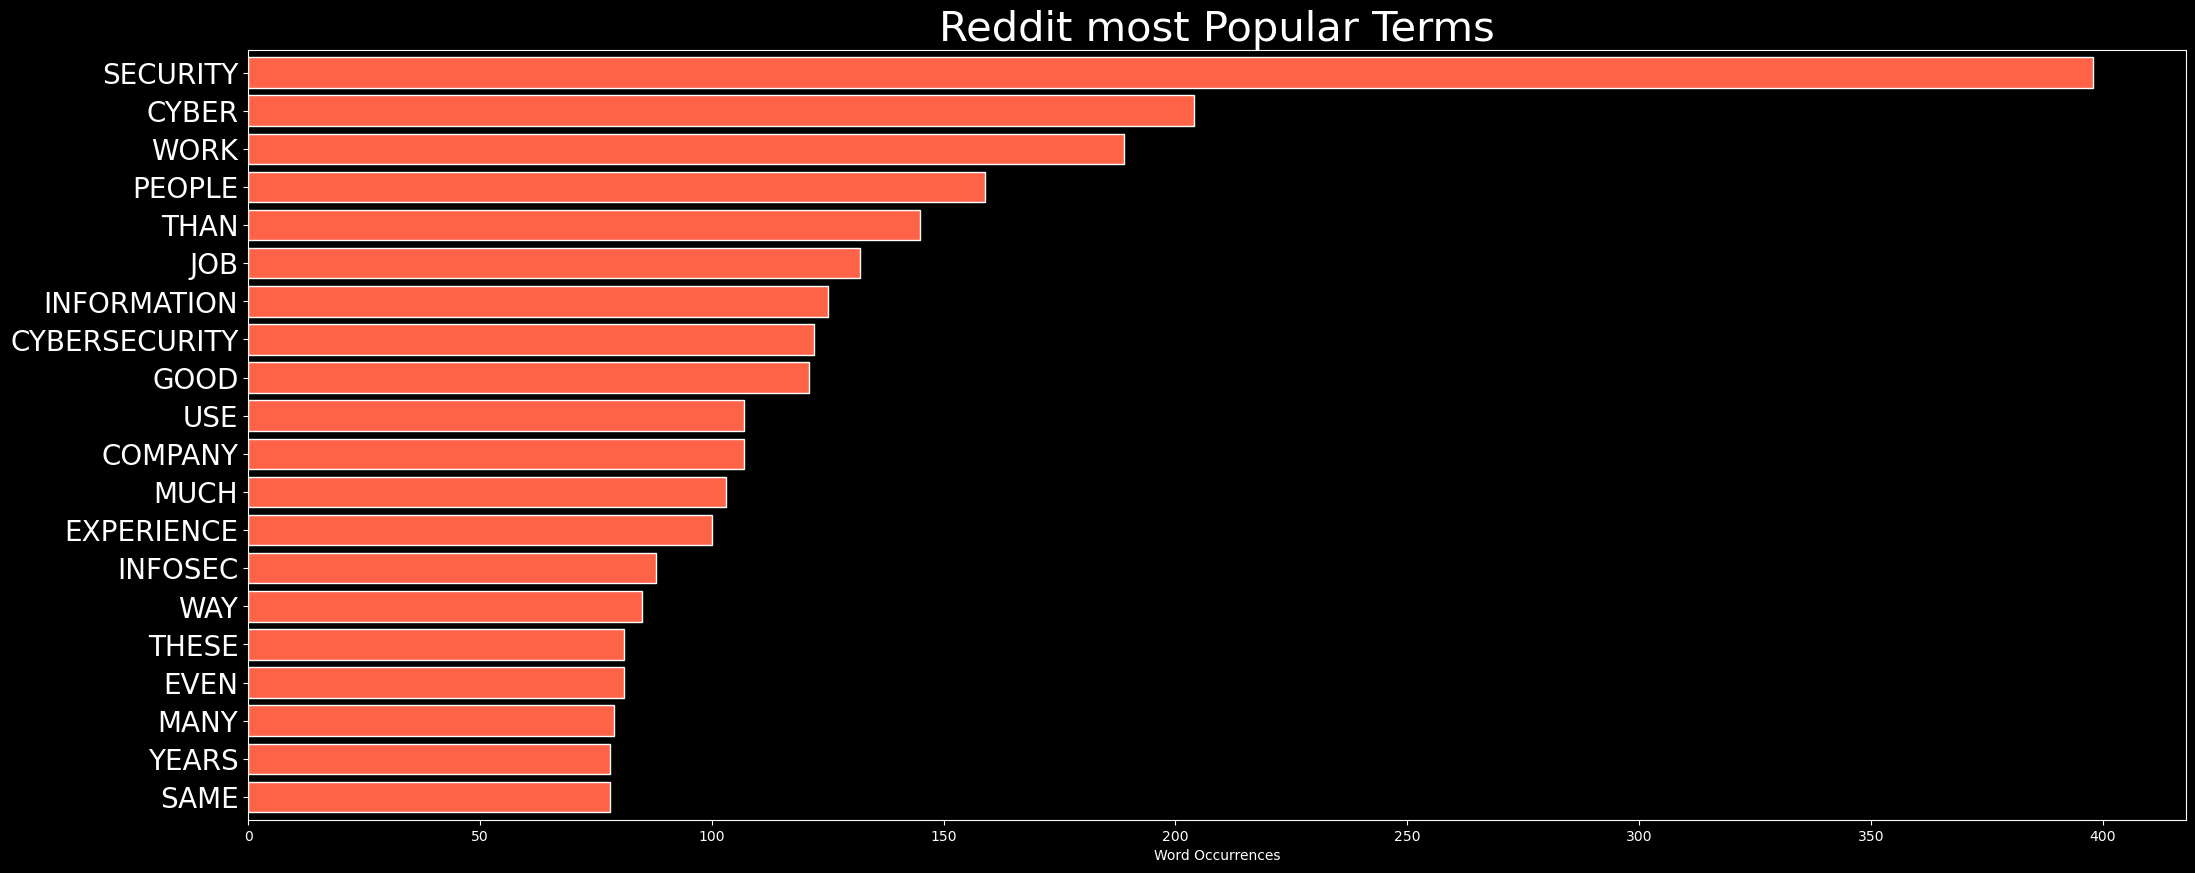 Reddit most Popular Terms
SECURITY
CYBER
WORK
PEOPLE
THAN
JOB
INFORMATION
CYBERSECURITY
GOOD
USE
COMPANY
MUCH
EXPERIENCE
INFOSEC
WAY
THESE
EVEN
MANY
YEARS
SAME
0 50 100 150 200 250 300 350 400
Word Occurrences